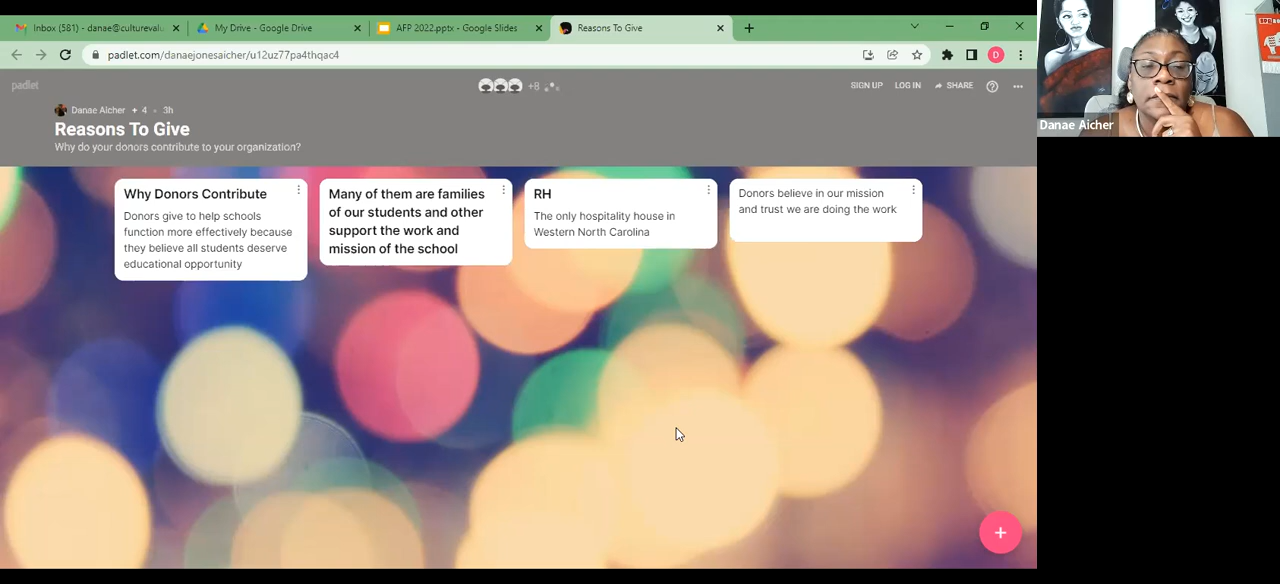 Inbox (581) - danae@cultureval
My Drive - Google Drive
AFP 2022.pptx - Google Slides
Reasons To Give
padlet.com/danaejonesaicher/u12uz77pa4thqac4
D
padlet
+8
SIGN UP
LOG IN
SHARE
Danae Aicher + 4 • 3h
Reasons To Give
Why do your donors contribute to your organization?
Why Donors Contribute
Donors give to help schools
function more effectively because
they believe all students deserve
educational opportunity
Many of them are families
of our students and other
support the work and
mission of the school
RH
The only hospitality house in
Western North Carolina
Donors believe in our mission
and trust we are doing the work
Danae Aicher